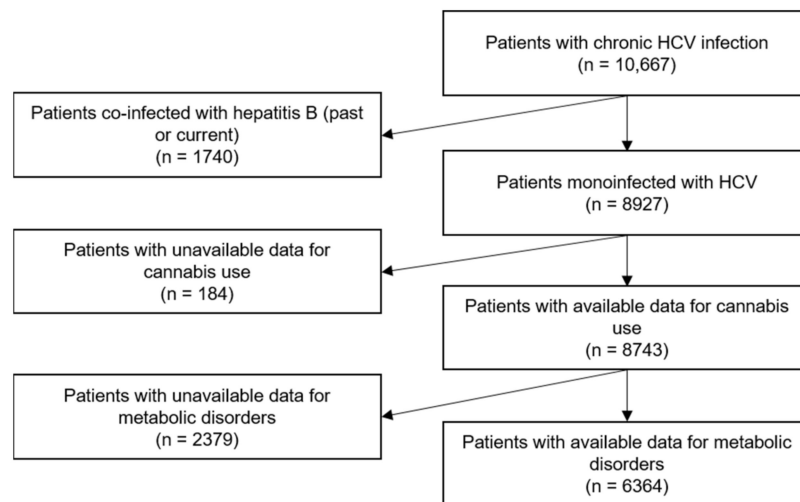 Patients with chronic HCV infection
(n = 10,667)
Patients co-infected with hepatitis B (past
or current)
(n = 1740)
Patients monoinfected with HCV
(n = 8927)
Patients with unavailable data for
cannabis use
(n = 184)
Patients with available data for cannabis
use
(n = 8743)
Patients with unavailable data for
metabolic disorders
(n = 2379)
Patients with available data for metabolic
disorders
(n = 6364)